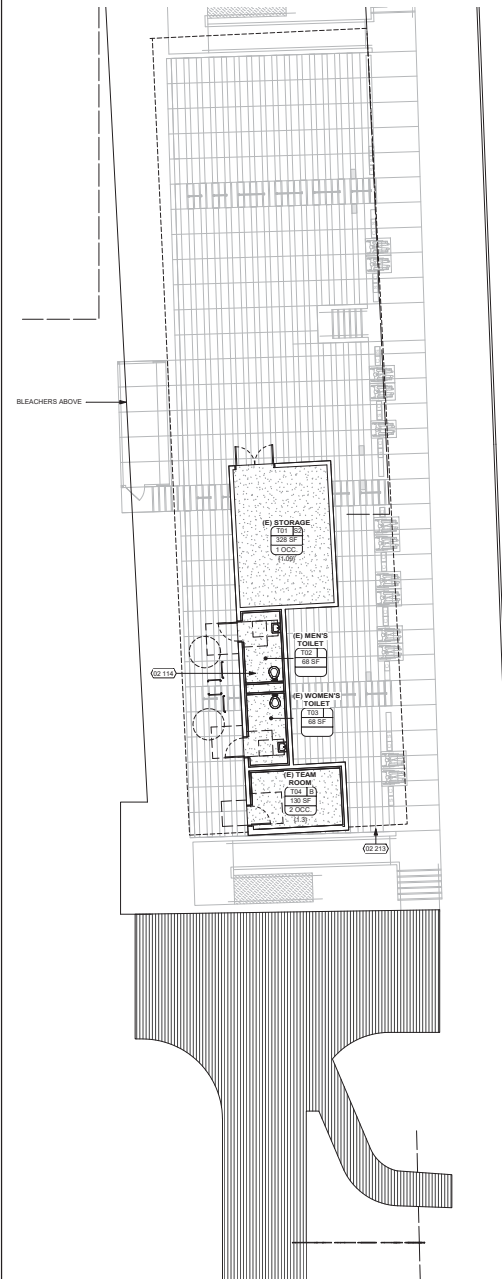 BLEACHERS ABOVE
(E) STORAGE
T01 S2
328 SF
1 OCC.
(1.09)
(E) MEN'S
TOILET
T02
68 SF
02 114
(E) WOMEN'S
TOILET
T03
68 SF
(E) TEAM
ROOM
T04 B
130 SF
2 OCC.
(1.3)
02 213